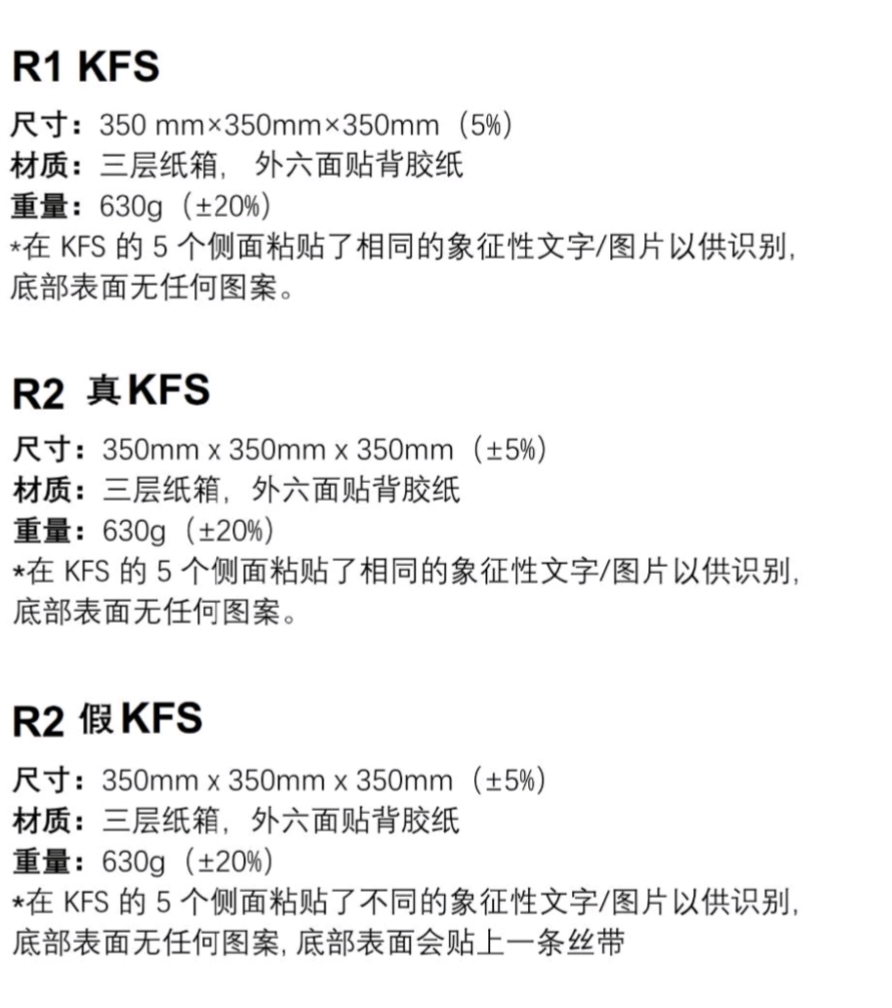 R1 KFS
尺寸：350 mm×350mm×350mm（5%）
材质：三层纸箱， 外六面贴背胶纸
重量：630g（±20%）
*在 KFS 的 5 个侧面粘贴了相同的象征性文字/图片以供识别，
底部表面无任何图案。
R2 真KFS
尺寸：350mm x 350mm x 350mm（±5%）
材质：三层纸箱，外六面贴背胶纸
重量：630g（±20%）
*在 KFS 的 5 个侧面粘贴了相同的象征性文字/图片以供识别，
底部表面无任何图案。
R2 假KFS
尺寸：350mm x 350mm x 350mm（±5%）
材质：三层纸箱，外六面贴背胶纸
重量：630g（±20%）
*在 KFS 的 5 个侧面粘贴了不同的象征性文字/图片以供识别，
底部表面无任何图案, 底部表面会贴上一条丝带